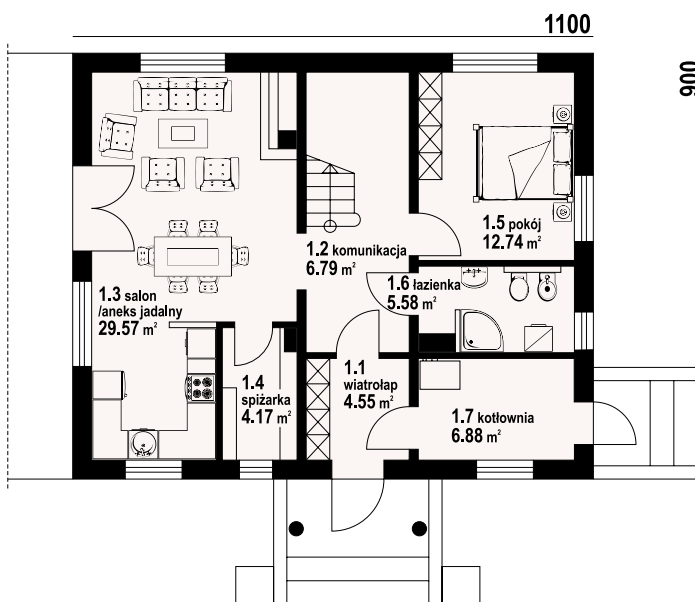 1100
900
1.5 pokój
12.74 m²
1.2 komunikacja
6.79 m²
1.6 łazienka
5.58 m²
1.3 salon
/aneks jadalny
29.57 m²
1.4
spiżarka
4.17 m²
1.1
wiatrołap
4.55 m²
1.7 kotłownia
6.88 m²